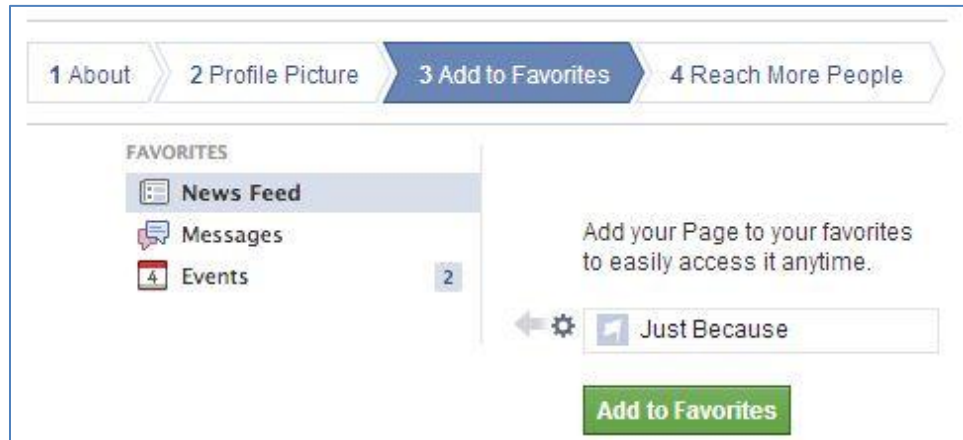 1 About 2 Profile Picture 3 Add to Favorites 4 Reach More People
FAVORITES
News Feed
Messages
4 Events 2
Add your Page to your favorites
to easily access it anytime.
Just Because
Add to Favorites